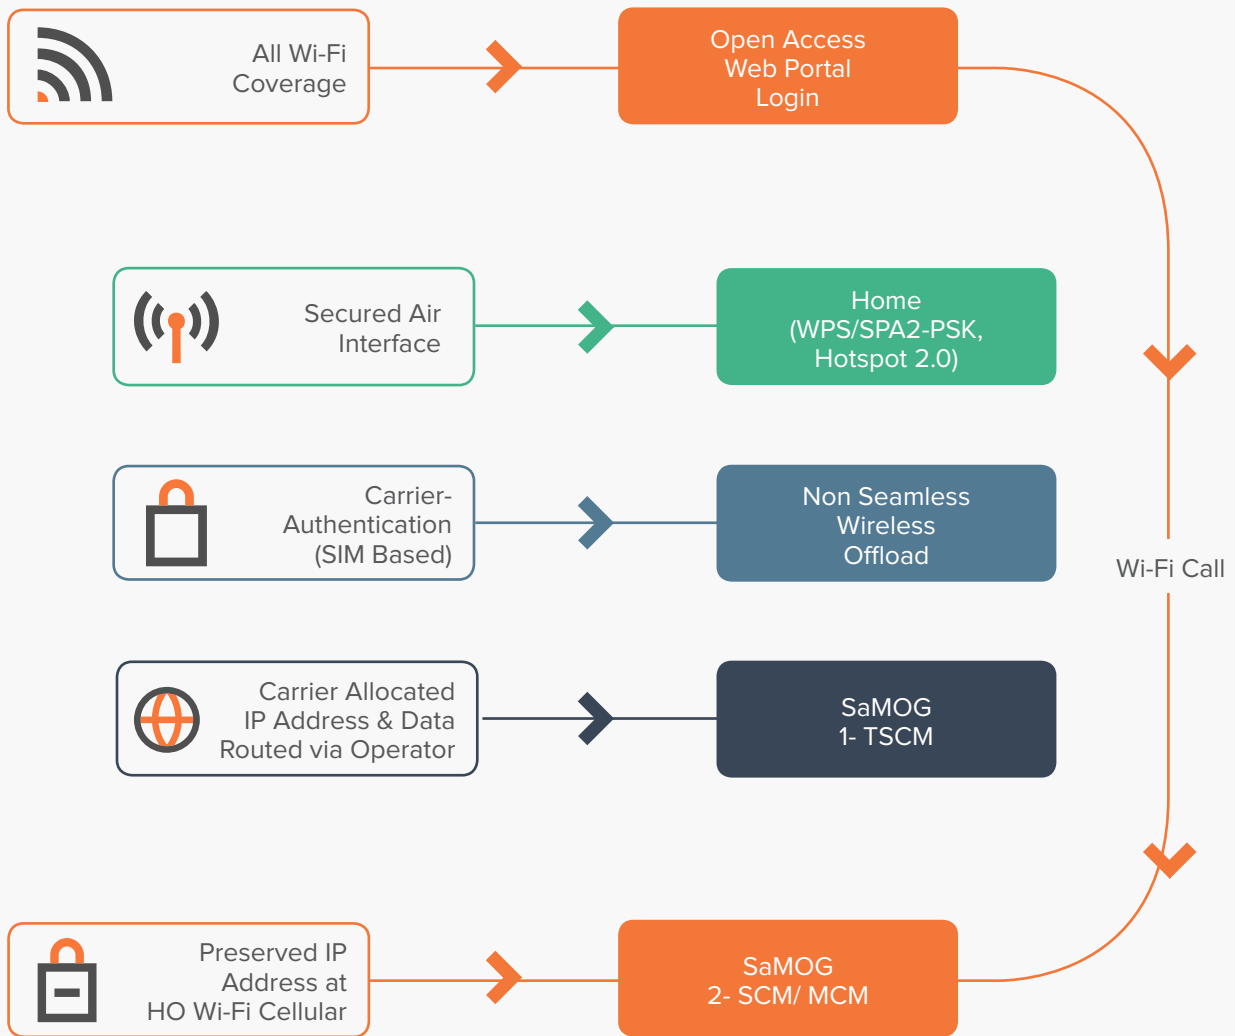 All Wi-Fi
Coverage
Open Access
Web Portal
Login
Secured Air
Interface
Home
(WPS/SPA2-PSK,
Hotspot 2.0)
Carrier-
Authentication
(SIM Based)
Non Seamless
Wireless
Offload
Wi-Fi Call
Carrier Allocated
IP Address & Data
Routed via Operator
SaMOG
1- TSCM
Preserved IP
Address at
HO Wi-Fi Cellular
SaMOG
2- SCM/ MCM